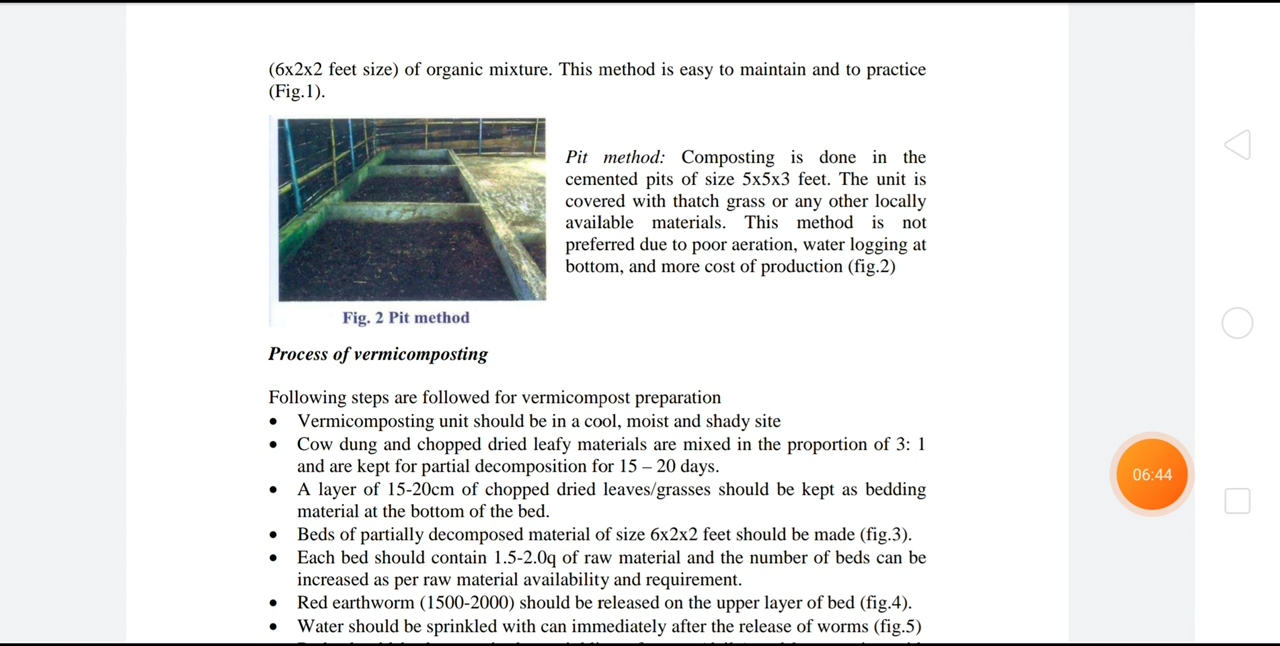 (6x2x2 feet size) of organic mixture. This method is easy to maintain and to practice
(Fig.1).
Pit method: Composting is done in the
cemented pits of size 5x5x3 feet. The unit is
covered with thatch grass or any other locally
available materials. This method is not
preferred due to poor aeration, water logging at
bottom, and more cost of production (fig.2)
Fig. 2 Pit method
Process of vermicomposting
Following steps are followed for vermicompost preparation
• Vermicomposting unit should be in a cool, moist and shady site
• Cow dung and chopped dried leafy materials are mixed in the proportion of 3: 1
and are kept for partial decomposition for 15 – 20 days.
• A layer of 15-20cm of chopped dried leaves/grasses should be kept as bedding
material at the bottom of the bed.
• Beds of partially decomposed material of size 6x2x2 feet should be made (fig.3).
• Each bed should contain 1.5-2.0q of raw material and the number of beds can be
increased as per raw material availability and requirement.
• Red earthworm (1500-2000) should be released on the upper layer of bed (fig.4).
• Water should be sprinkled with can immediately after the release of worms (fig.5)
06:44